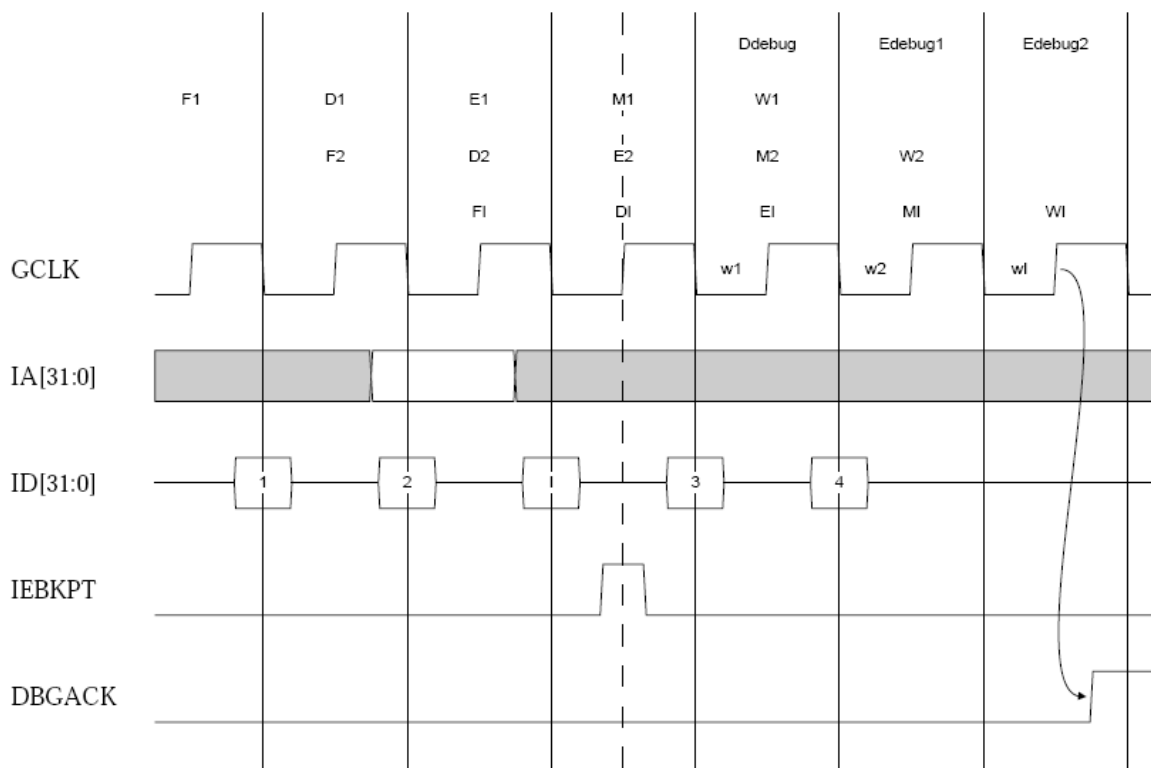 Ddebug Edebug1 Edebug2
F1 D1 E1 M1 W1
F2 D2 E2 M2 W2
FI DI EI MI WI
GCLK w1 w2 wI
IA[31:0]
ID[31:0] 1 2 I 3 4
IEBKPT
DBGACK